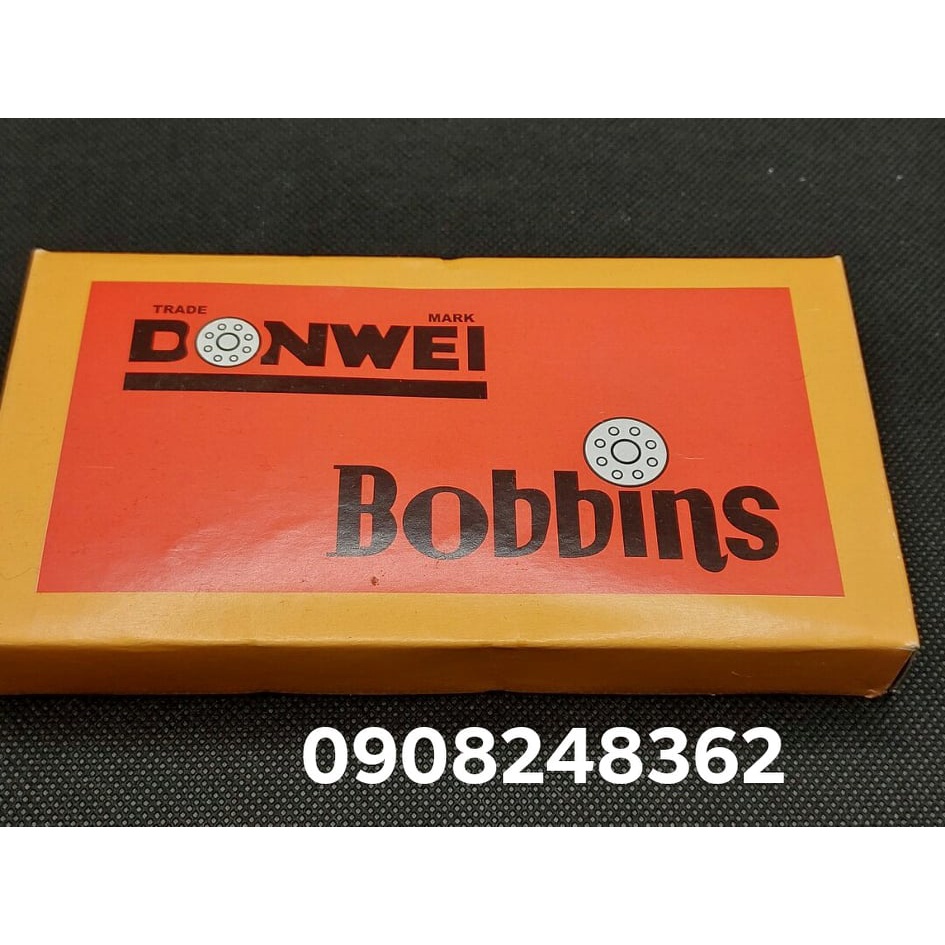 TRADE MARK
DONWEI
Bobbins
0908248362